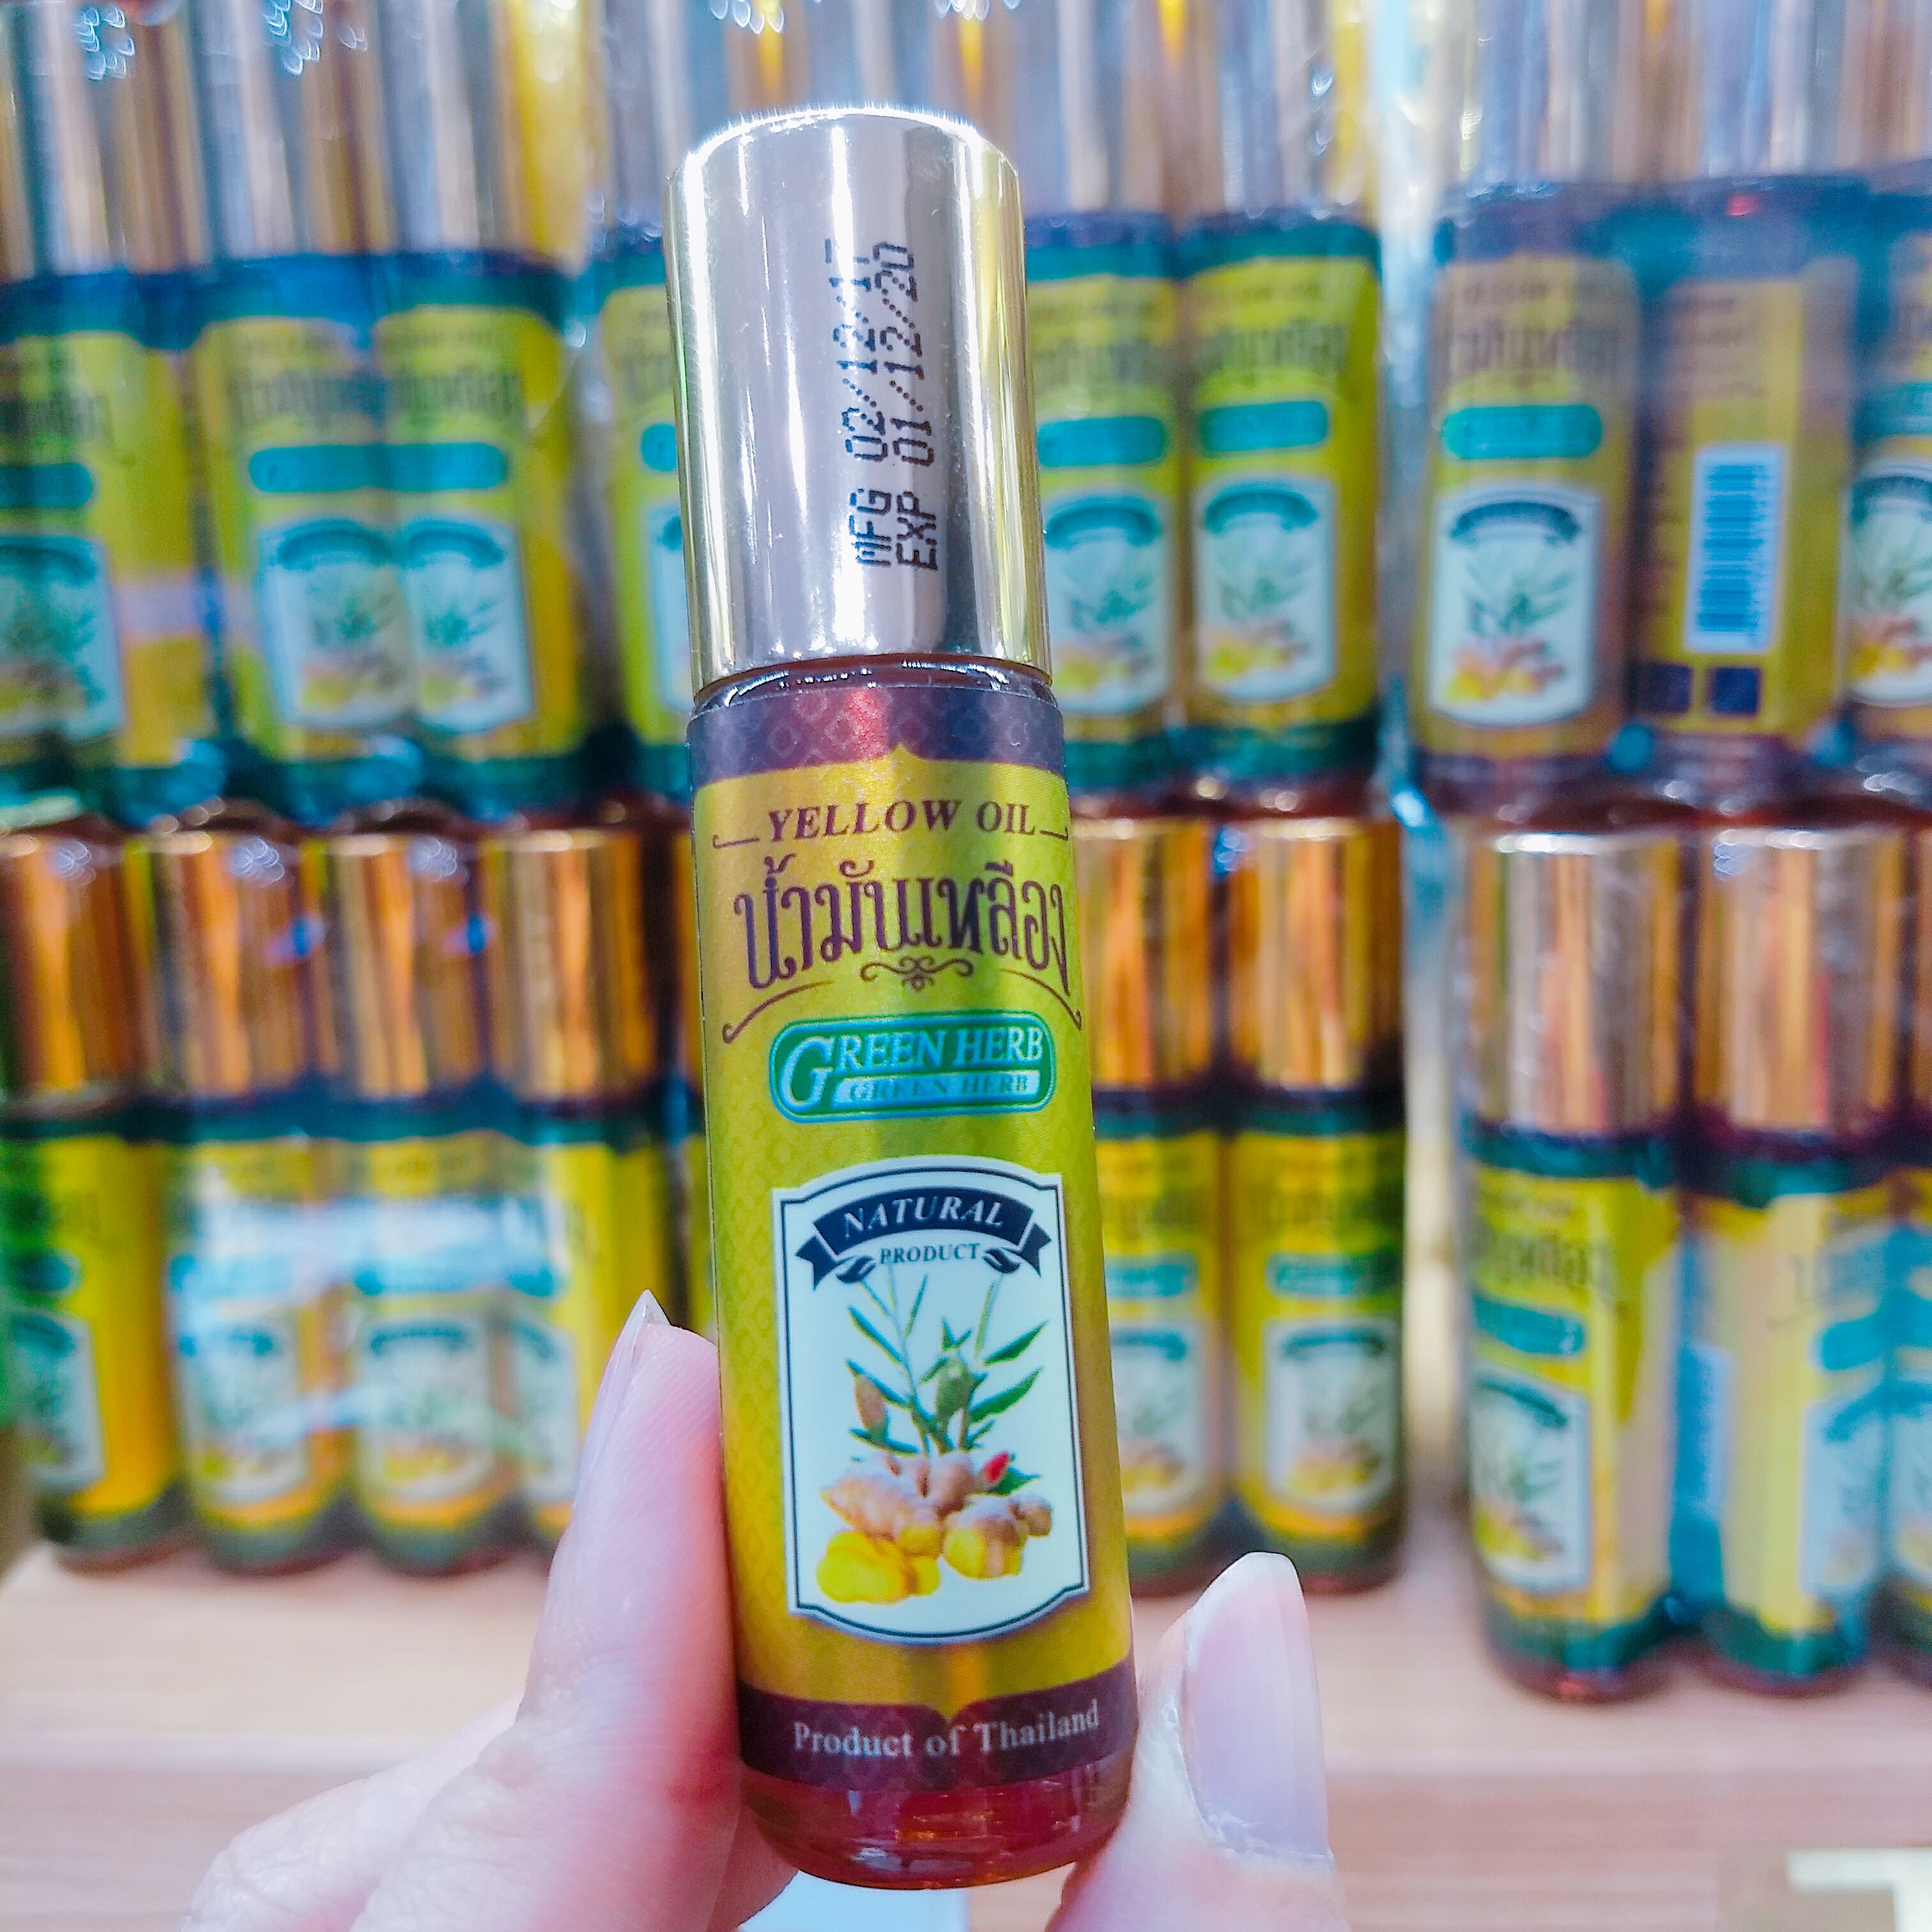 MFG 02/12/17
EXP 01/12/20
YELLOW OIL
น้ำมันเหลือง
GREEN HERB
GREEN HERB
NATURAL
PRODUCT
Product of Thailand